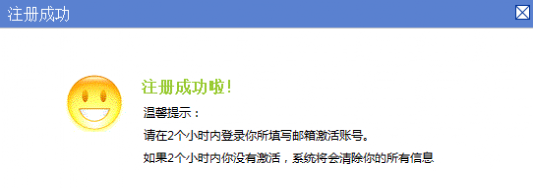 注册成功
注册成功啦!
温馨提示：
请在2个小时内登录你所填写邮箱激活账号。
如果2个小时内你没有激活，系统将会清除你的所有信息